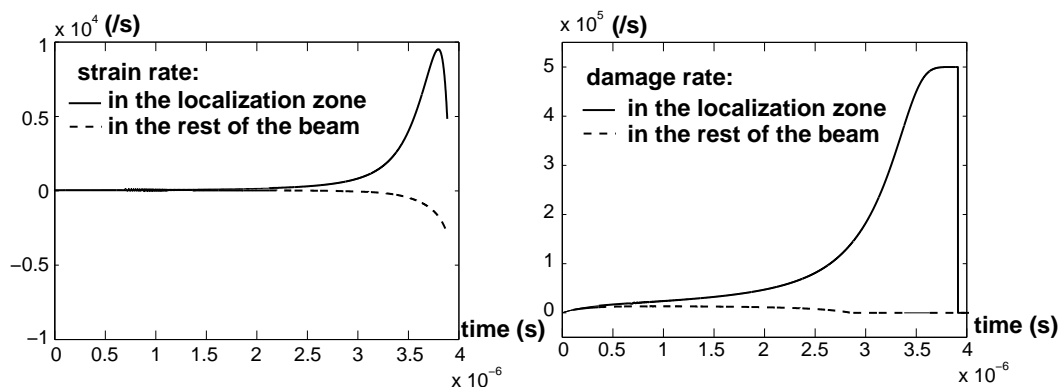 x 10^4 (/s)
1
0.5
0
−0.5
−1
strain rate:
in the localization zone
in the rest of the beam
time (s)
0 0.5 1 1.5 2 2.5 3 3.5 4
x 10^−6
x 10^5 (/s)
5
4
3
2
1
0
damage rate:
in the localization zone
in the rest of the beam
time (s)
0 0.5 1 1.5 2 2.5 3 3.5 4
x 10^−6